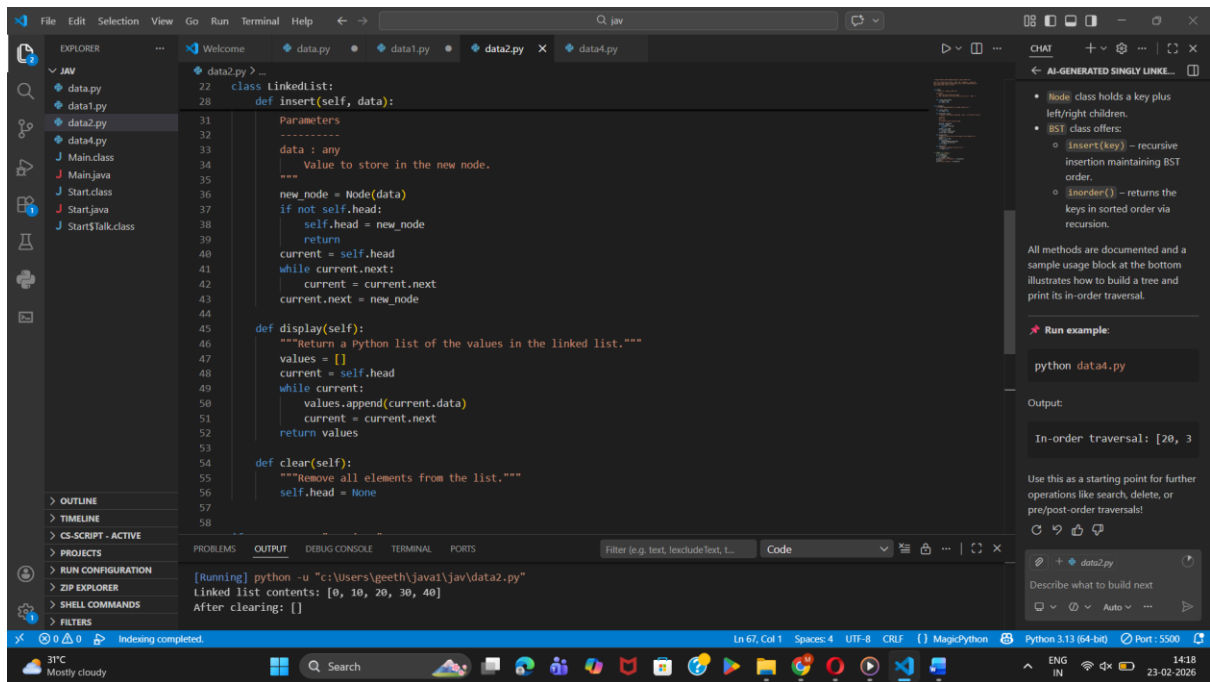 File Edit Selection View Go Run Terminal Help
jav
EXPLORER
JAV
data.py
data1.py
data2.py
data4.py
J Main.class
J Main.java
J Start.class
J Start.java
J Start$Talk.class
OUTLINE
TIMELINE
CS-SCRIPT - ACTIVE
PROJECTS
RUN CONFIGURATION
ZIP EXPLORER
SHELL COMMANDS
FILTERS
2
1
1
Welcome data.py data1.py data2.py data4.py
data2.py > ...
22 class LinkedList:
28 def insert(self, data):
31 Parameters
32 ----------
33 data : any
34 Value to store in the new node.
35 """
36 new_node = Node(data)
37 if not self.head:
38 self.head = new_node
39 return
40 current = self.head
41 while current.next:
42 current = current.next
43 current.next = new_node
44
45 def display(self):
46 """Return a Python list of the values in the linked list."""
47 values = []
48 current = self.head
49 while current:
50 values.append(current.data)
51 current = current.next
52 return values
53
54 def clear(self):
55 """Remove all elements from the list."""
56 self.head = None
57
58
PROBLEMS OUTPUT DEBUG CONSOLE TERMINAL PORTS
Filter (e.g. text, !excludeText, t...
Code
[Running] python -u "c:\Users\geeth\java1\jav\data2.py"
Linked list contents: [0, 10, 20, 30, 40]
After clearing: []
CHAT
AI-GENERATED SINGLY LINKE...
• Node class holds a key plus
left/right children.
• BST class offers:
insert(key) – recursive
insertion maintaining BST
order.
inorder() – returns the
keys in sorted order via
recursion.
All methods are documented and a
sample usage block at the bottom
illustrates how to build a tree and
print its in-order traversal.
Run example:
python data4.py
Output:
In-order traversal: [20, 3
Use this as a starting point for further
operations like search, delete, or
pre/post-order traversals!
data2.py
Describe what to build next
Auto
0 0 Indexing completed.
Ln 67, Col 1 Spaces: 4 UTF-8 CRLF {} MagicPython Python 3.13 (64-bit) Port : 5500
31°C
Mostly cloudy
Search
ENG
IN
14:18
23-02-2026